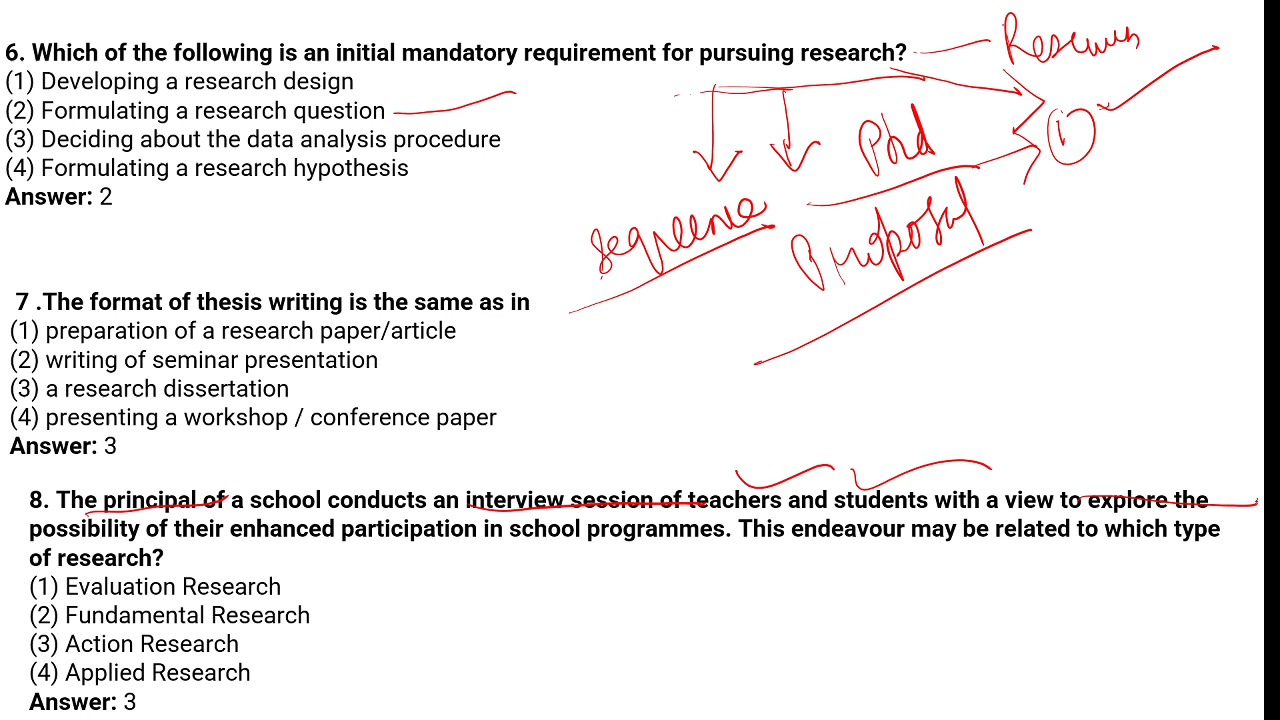 6. Which of the following is an initial mandatory requirement for pursuing research?
(1) Developing a research design
(2) Formulating a research question
(3) Deciding about the data analysis procedure
(4) Formulating a research hypothesis
Answer: 2
sequence
Proposal
7 .The format of thesis writing is the same as in
(1) preparation of a research paper/article
(2) writing of seminar presentation
(3) a research dissertation
(4) presenting a workshop / conference paper
Answer: 3
8. The principal of a school conducts an interview session of teachers and students with a view to explore the
possibility of their enhanced participation in school programmes. This endeavour may be related to which type
of research?
(1) Evaluation Research
(2) Fundamental Research
(3) Action Research
(4) Applied Research
Answer: 3